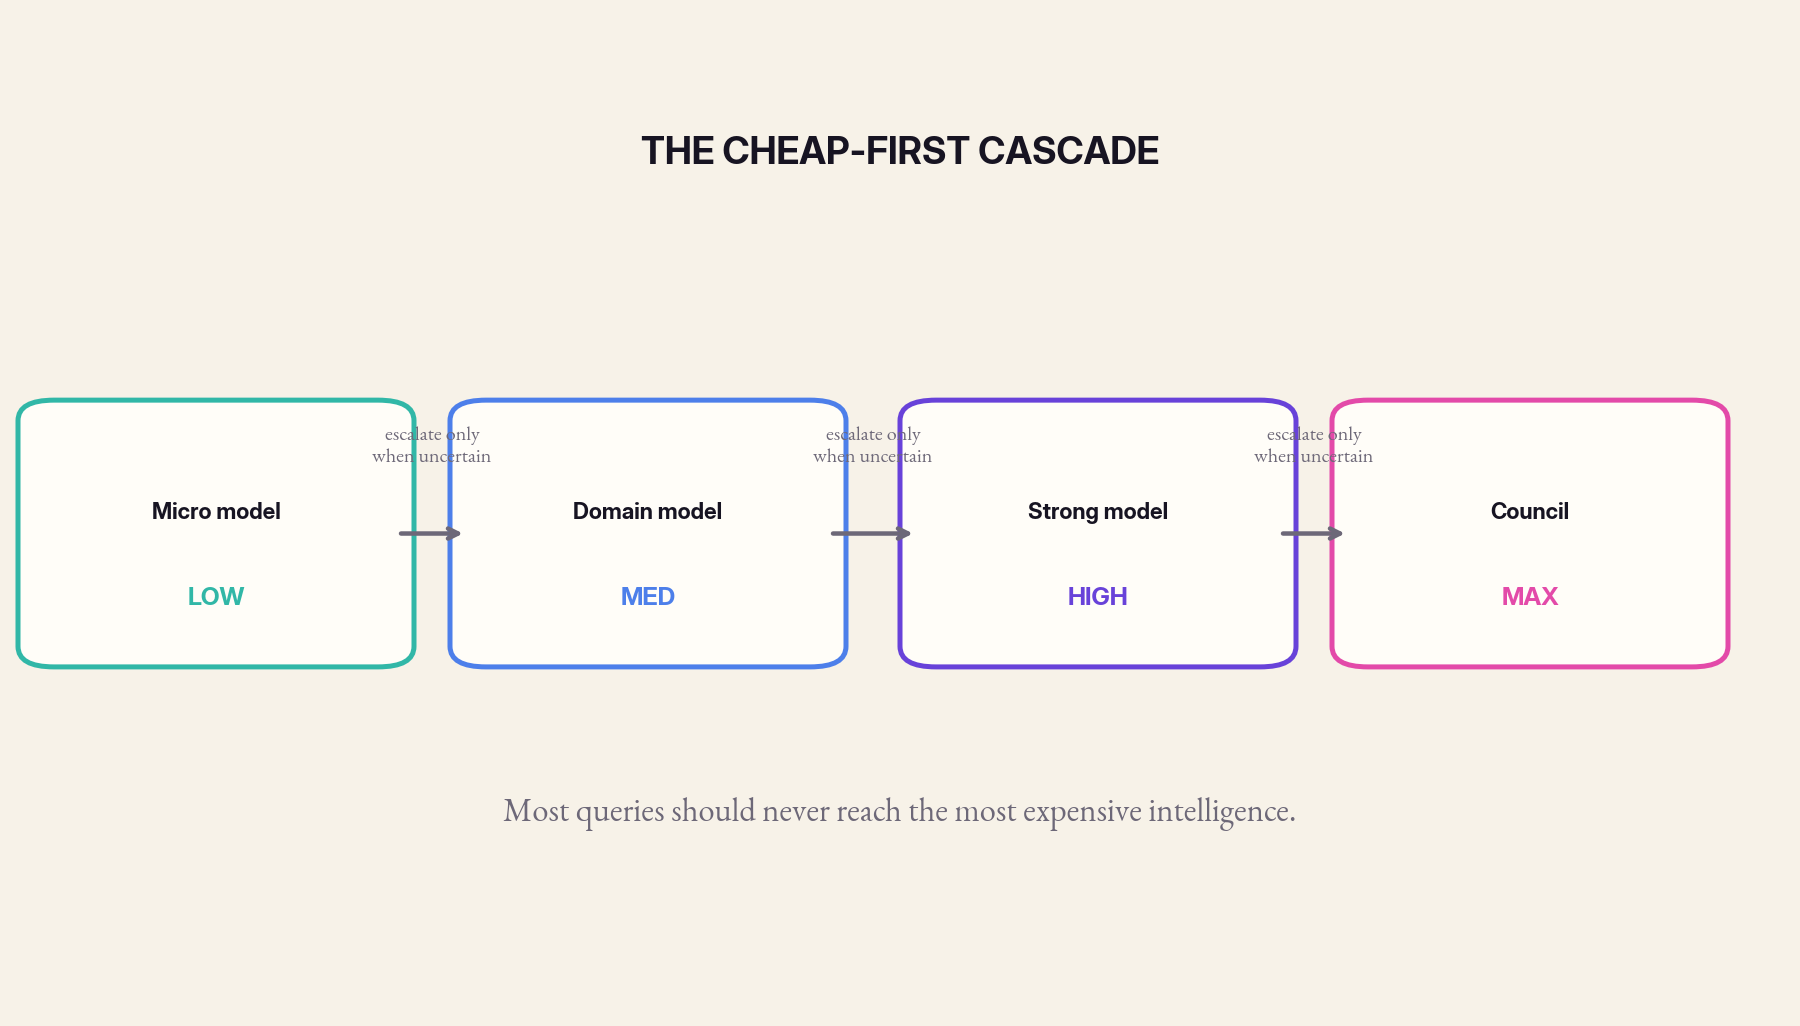 THE CHEAP-FIRST CASCADE
escalate only
when uncertain
escalate only
when uncertain
escalate only
when uncertain
Micro model
Domain model
Strong model
Council
LOW
MED
HIGH
MAX
Most queries should never reach the most expensive intelligence.